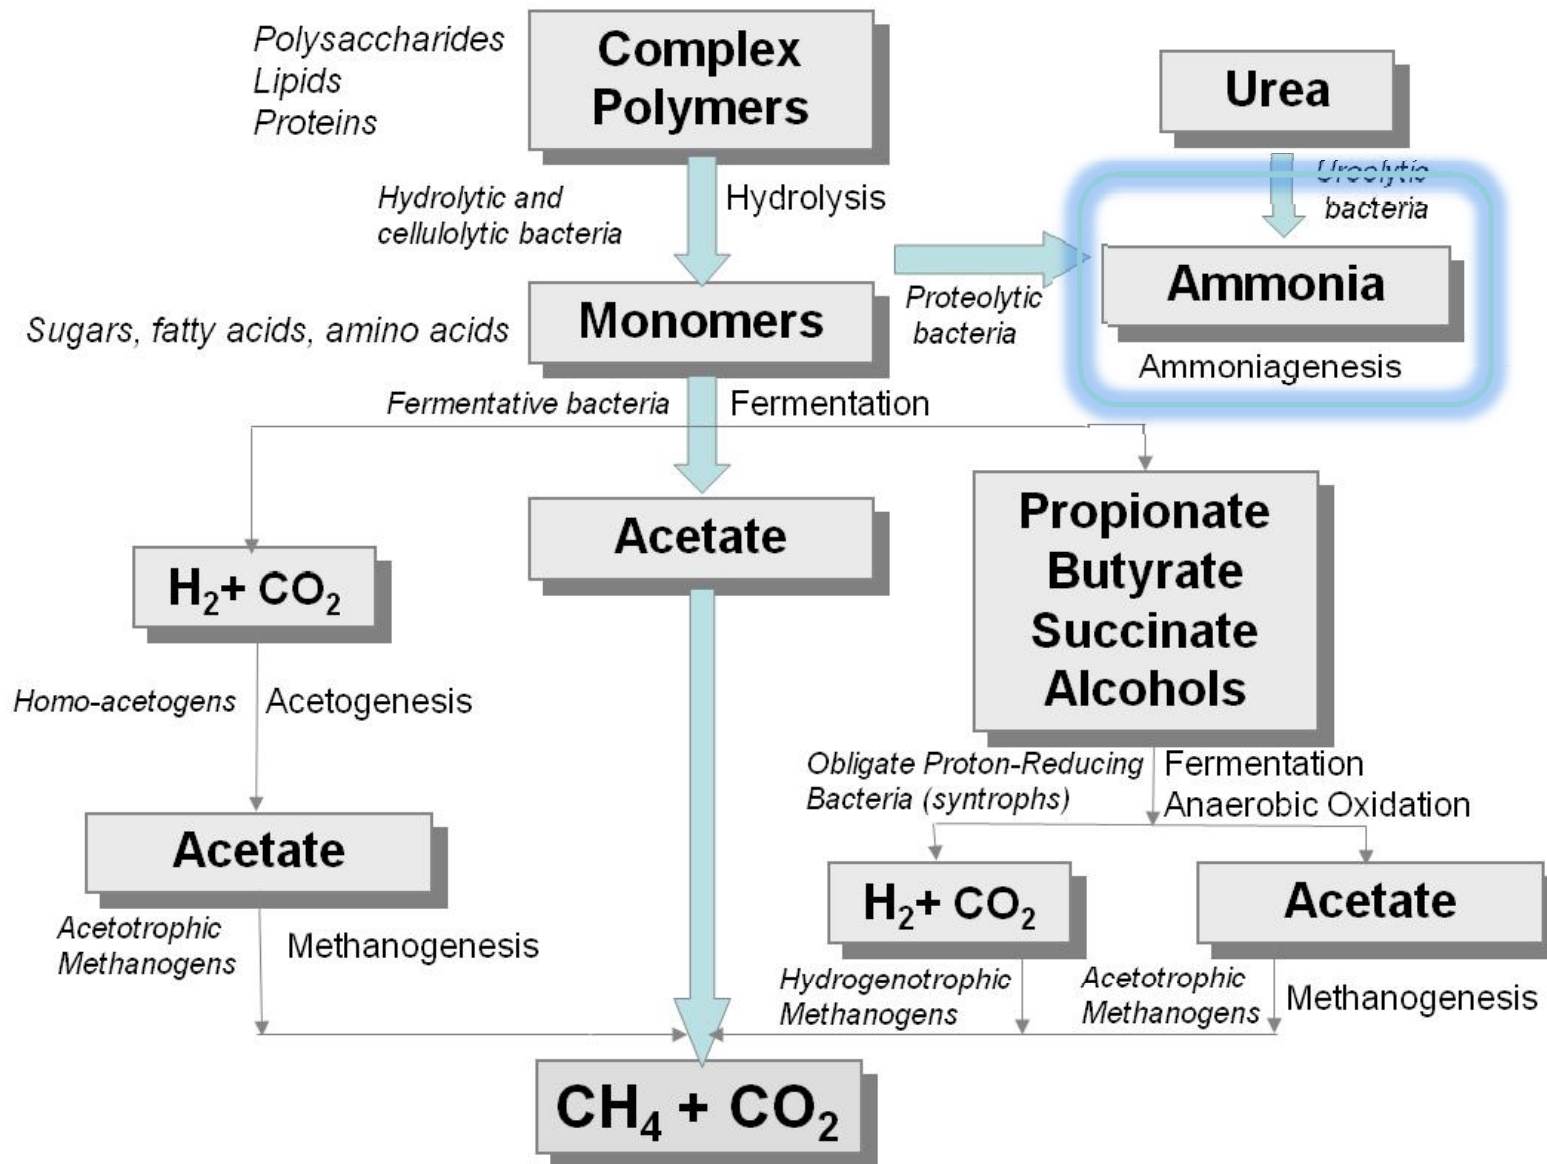 Polysaccharides
Lipids
Proteins
Complex
Polymers
Urea
Hydrolytic and
cellulolytic bacteria
Hydrolysis
Ureolytic
bacteria
Proteolytic
bacteria
Ammonia
Ammoniagenesis
Sugars, fatty acids, amino acids
Monomers
Fermentative bacteria
Fermentation
Acetate
H₂+ CO₂
Propionate
Butyrate
Succinate
Alcohols
Homo-acetogens
Acetogenesis
Obligate Proton-Reducing
Bacteria (syntrophs)
Fermentation
Anaerobic Oxidation
Acetate
H₂+ CO₂
Acetate
Acetotrophic
Methanogens
Methanogenesis
Hydrogenotrophic
Methanogens
Acetotrophic
Methanogens
Methanogenesis
CH₄ + CO₂